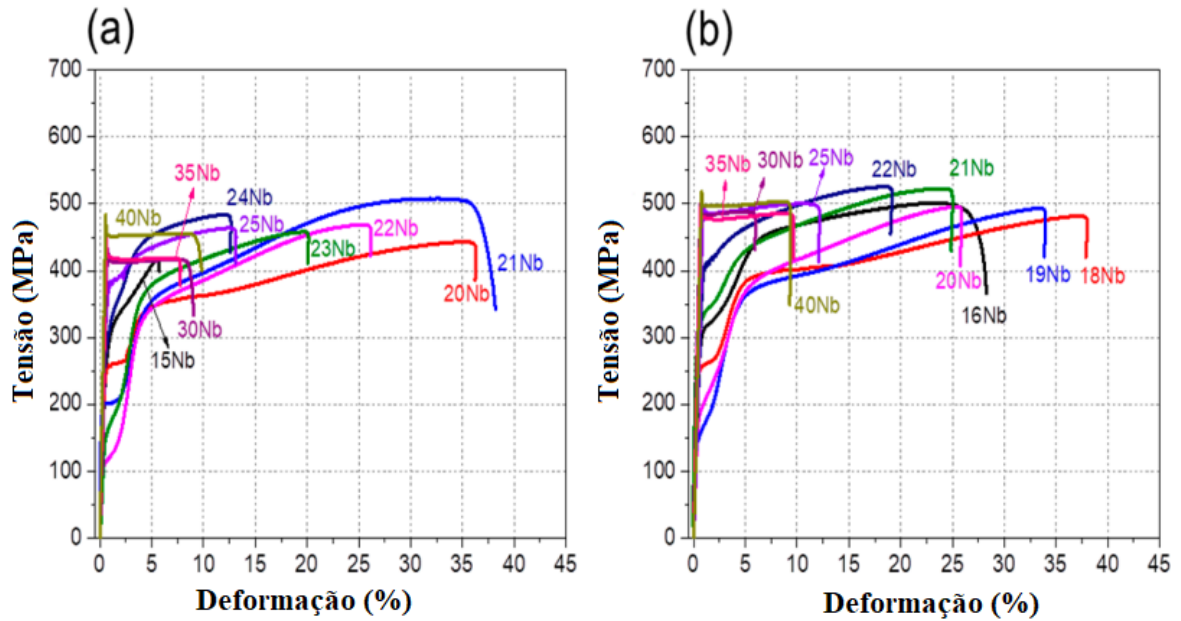 (a)
700
600
500
400
300
200
100
0
0 5 10 15 20 25 30 35 40 45
Tensão (MPa)
Deformação (%)
35Nb
40Nb
24Nb
25Nb
22Nb
23Nb
21Nb
20Nb
30Nb
15Nb
(b)
700
600
500
400
300
200
100
0
0 5 10 15 20 25 30 35 40 45
Tensão (MPa)
Deformação (%)
35Nb
30Nb
25Nb
22Nb
21Nb
20Nb
19Nb
18Nb
40Nb
16Nb